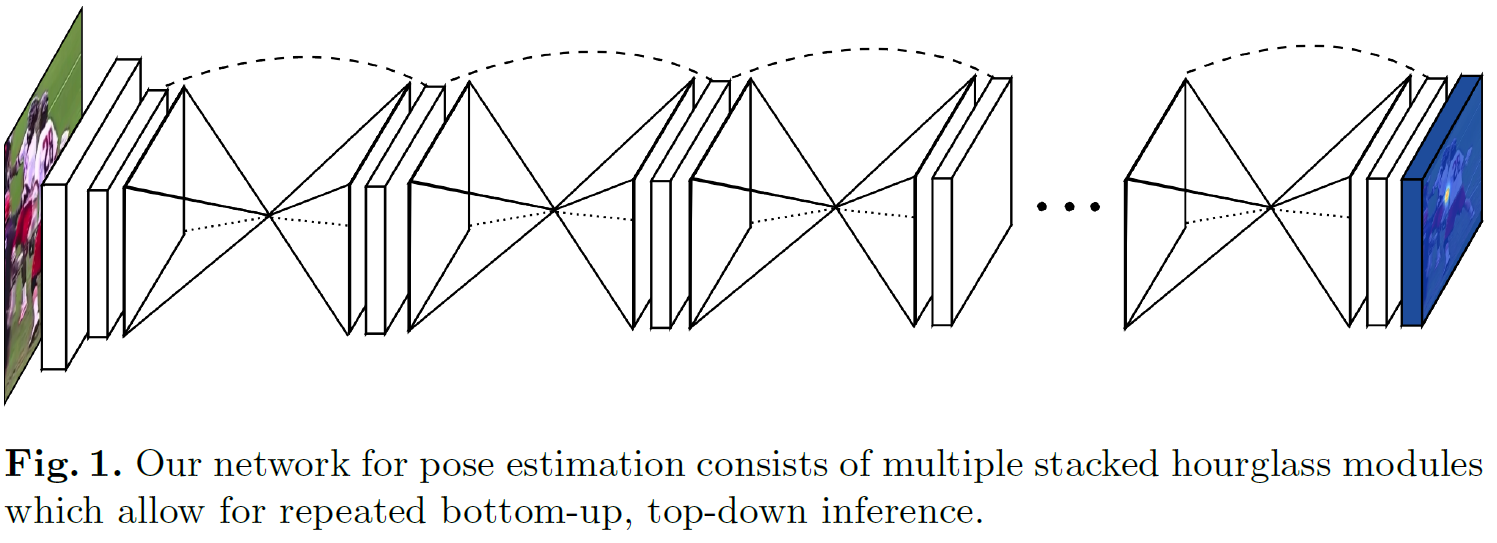 Fig. 1. Our network for pose estimation consists of multiple stacked hourglass modules
which allow for repeated bottom-up, top-down inference.